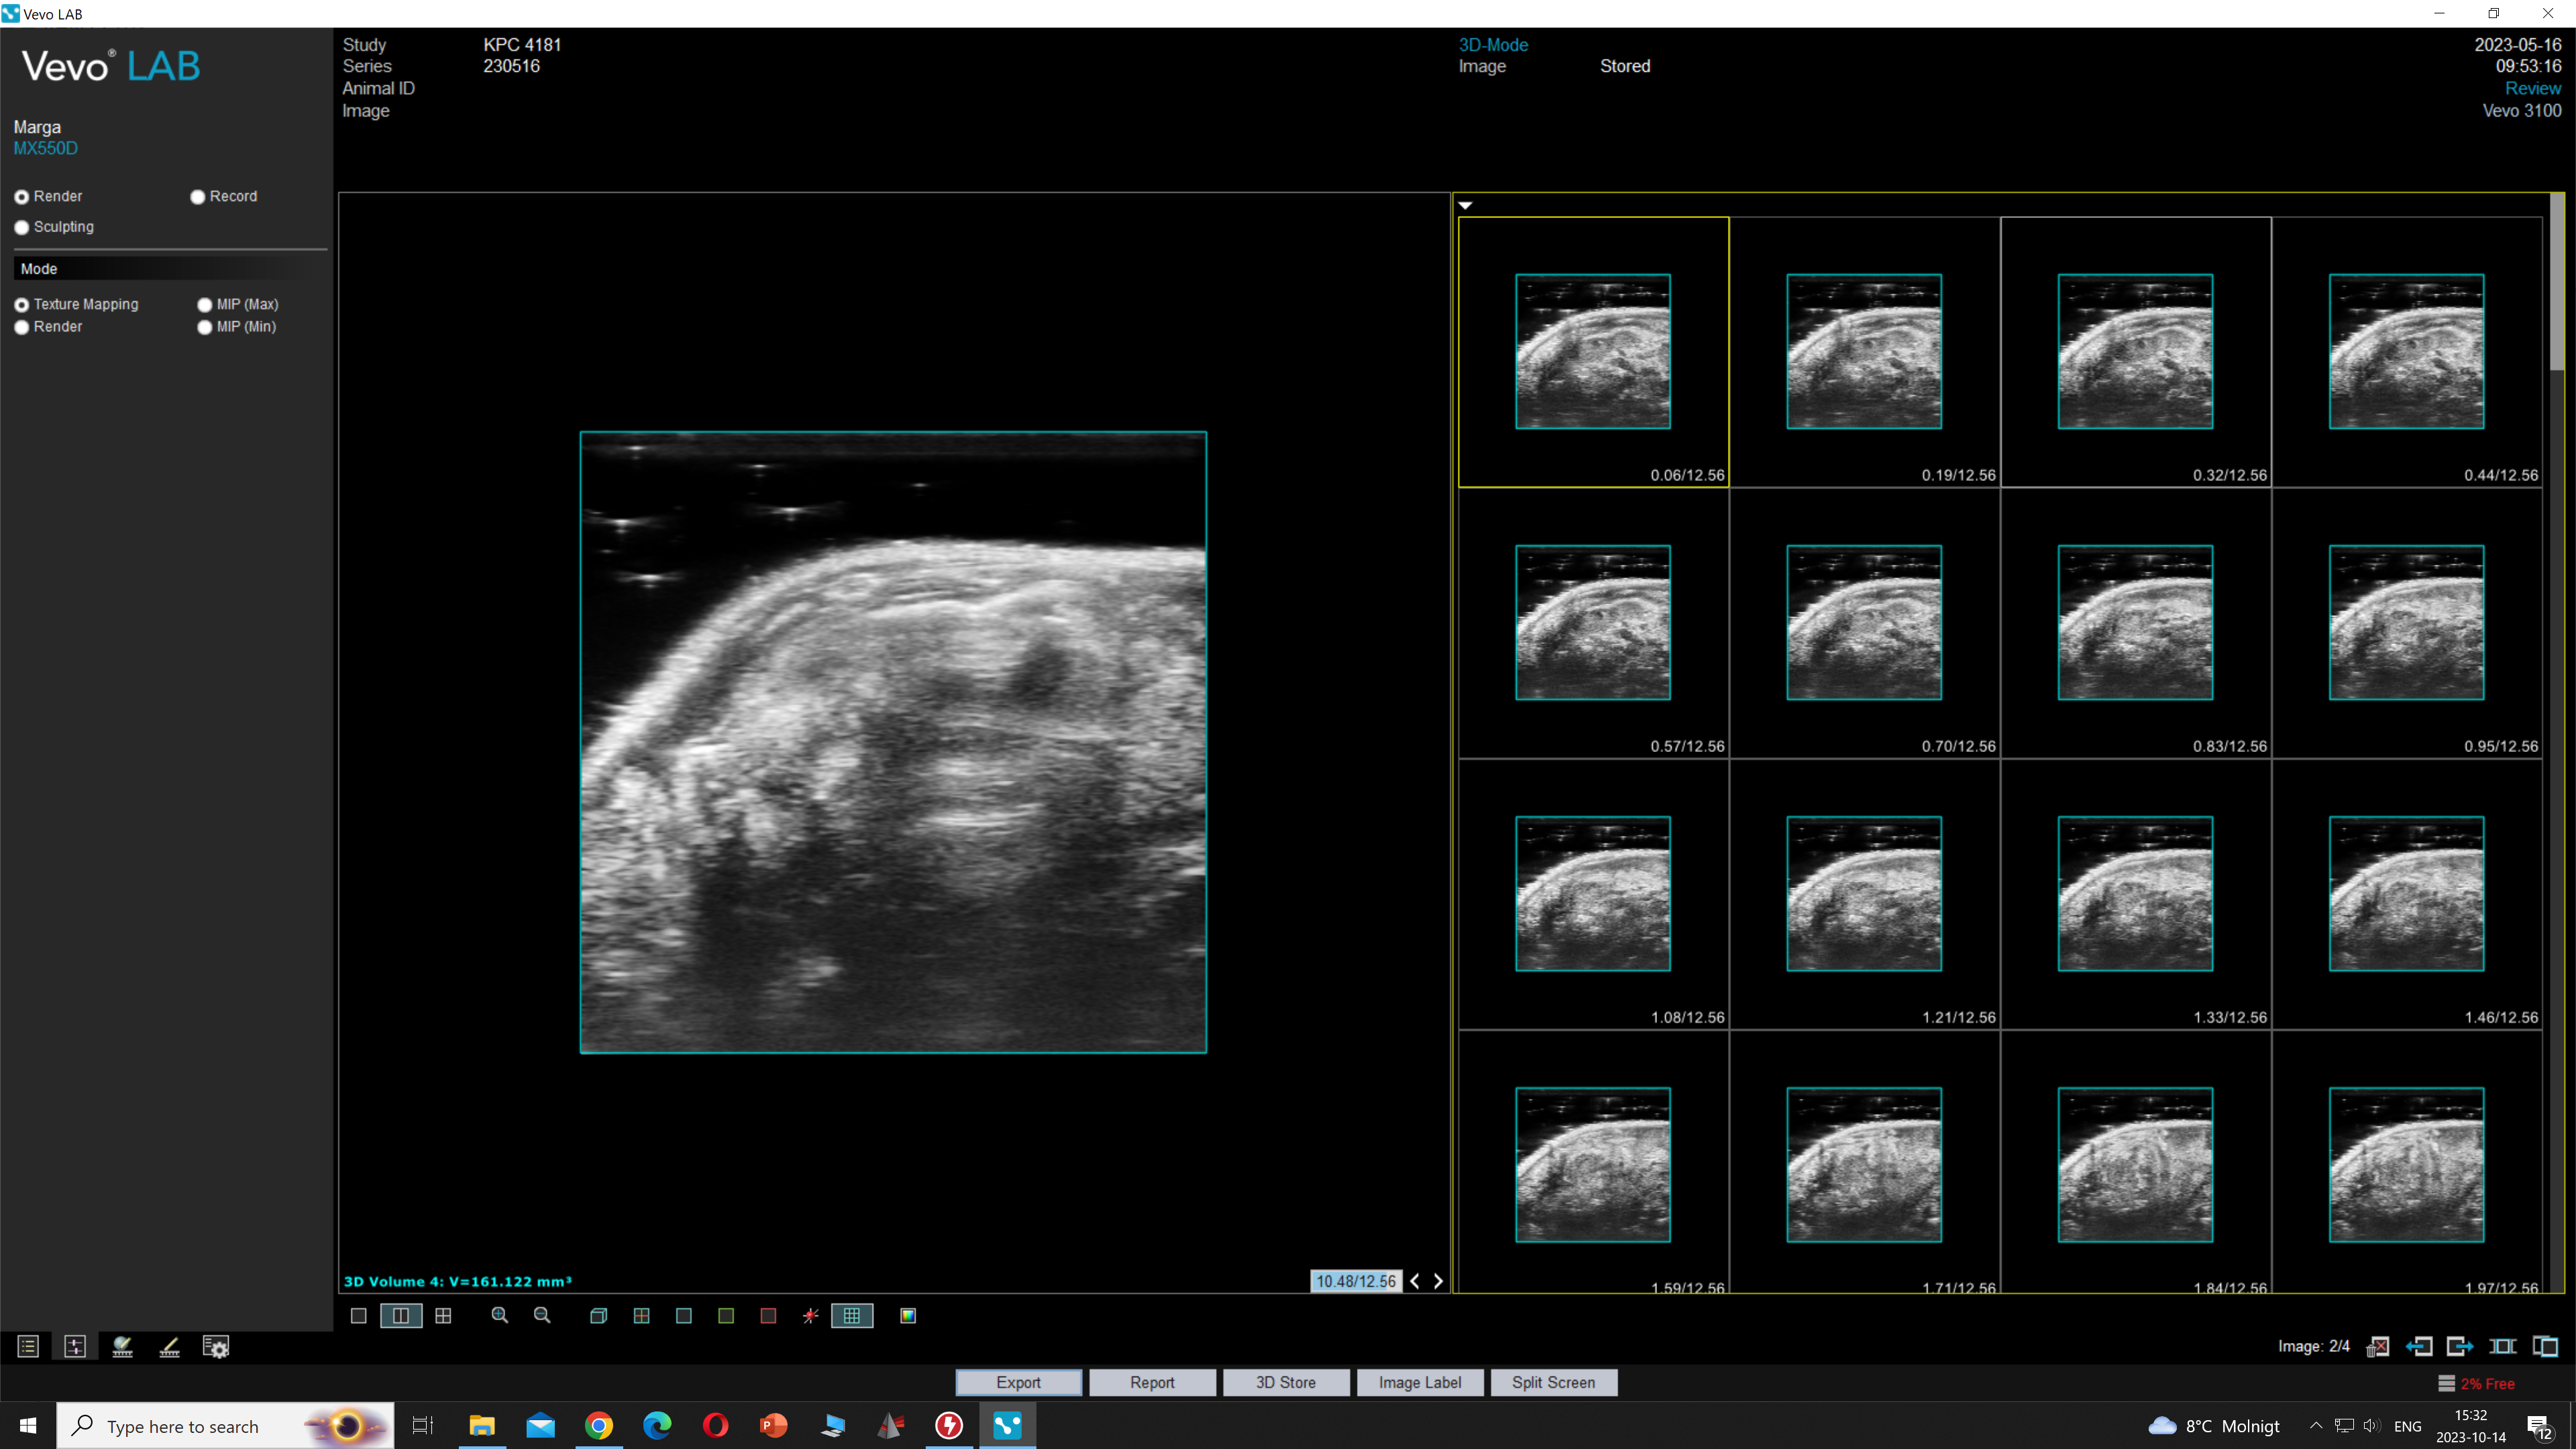 Vevo LAB
Vevo® LAB
Study KPC 4181
Series 230516
Animal ID
Image
3D-Mode
Image Stored
2023-05-16
09:53:16
Review
Vevo 3100
Marga
MX550D
Render Record
Sculpting
Mode
Texture Mapping MIP (Max)
Render MIP (Min)
0.06/12.56 0.19/12.56 0.32/12.56 0.44/12.56
0.57/12.56 0.70/12.56 0.83/12.56 0.95/12.56
1.08/12.56 1.21/12.56 1.33/12.56 1.46/12.56
1.59/12.56 1.71/12.56 1.84/12.56 1.97/12.56
3D Volume 4: V=161.122 mm³
10.48/12.56
Image: 2/4
Export Report 3D Store Image Label Split Screen
2% Free
Type here to search
P
8°C Molnigt
ENG
15:32
2023-10-14
12